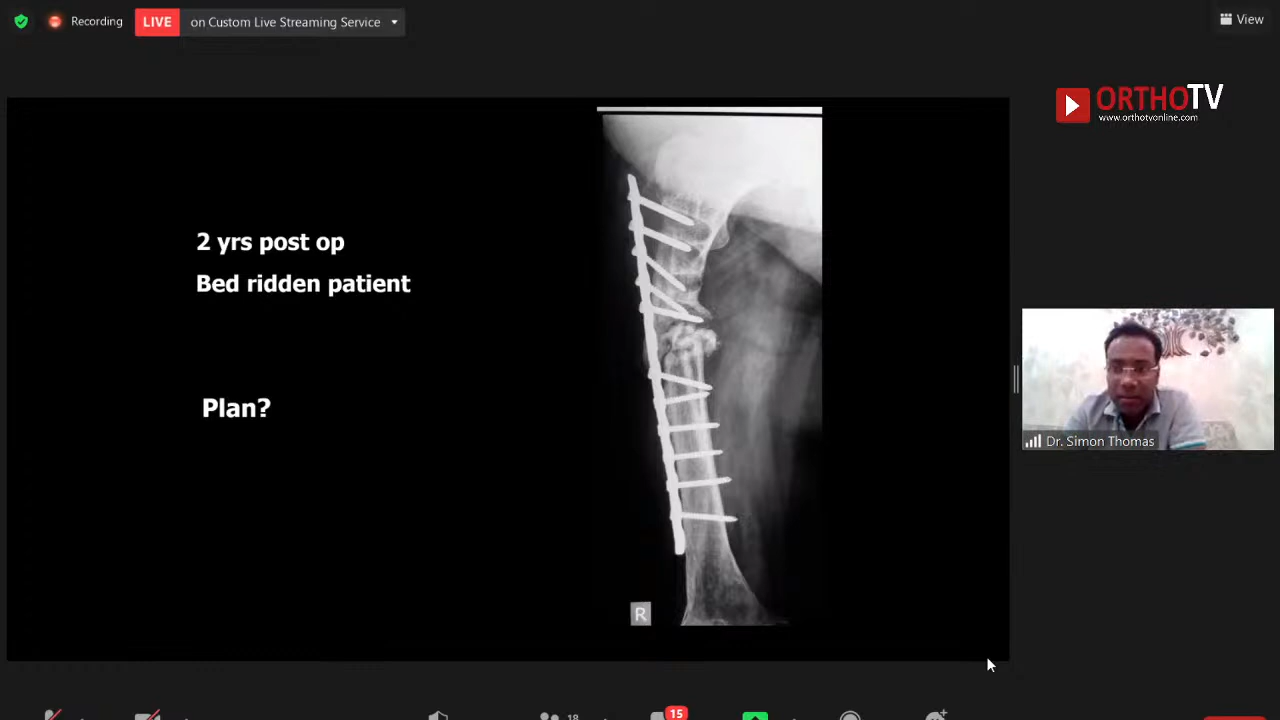 Recording
LIVE on Custom Live Streaming Service
View
ORTHOTV
www.orthotvonline.com
2 yrs post op
Bed ridden patient
Plan?
R
Dr. Simon Thomas
15
18